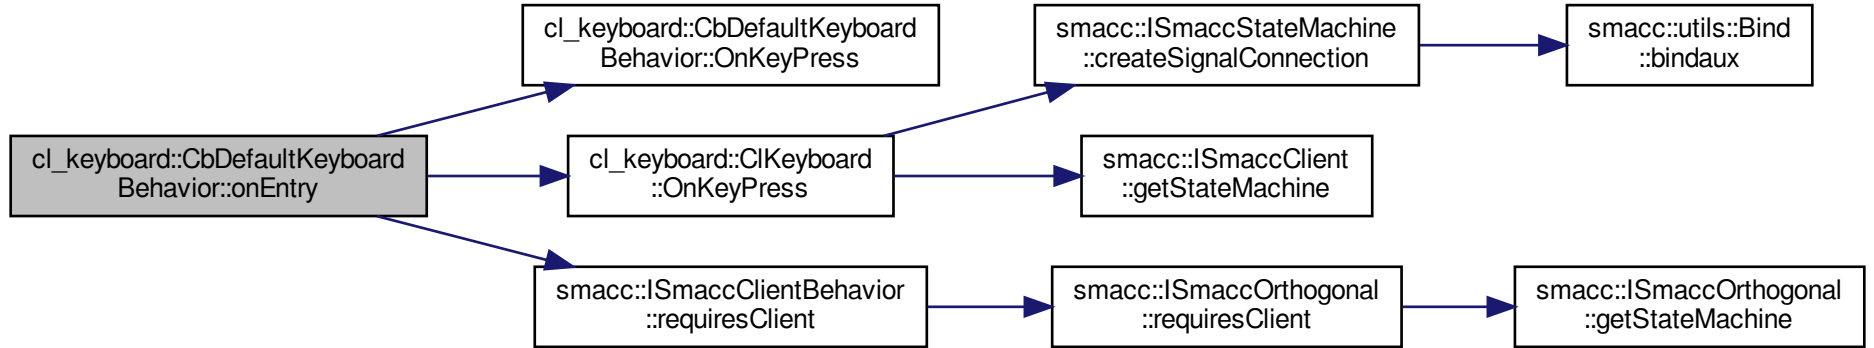 cl_keyboard::CbDefaultKeyboard
Behavior::onEntry
cl_keyboard::CbDefaultKeyboard
Behavior::OnKeyPress
cl_keyboard::ClKeyboard
::OnKeyPress
smacc::ISmaccClientBehavior
::requiresClient
smacc::ISmaccStateMachine
::createSignalConnection
smacc::ISmaccClient
::getStateMachine
smacc::ISmaccOrthogonal
::requiresClient
smacc::utils::Bind
::bindaux
smacc::ISmaccOrthogonal
::getStateMachine